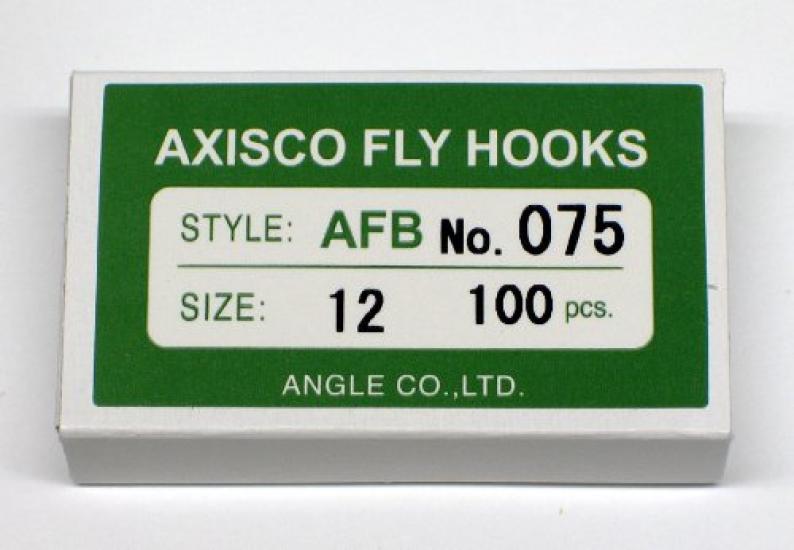 AXISCO FLY HOOKS
STYLE: AFB No. 075
SIZE: 12 100 pcs.
ANGLE CO.,LTD.